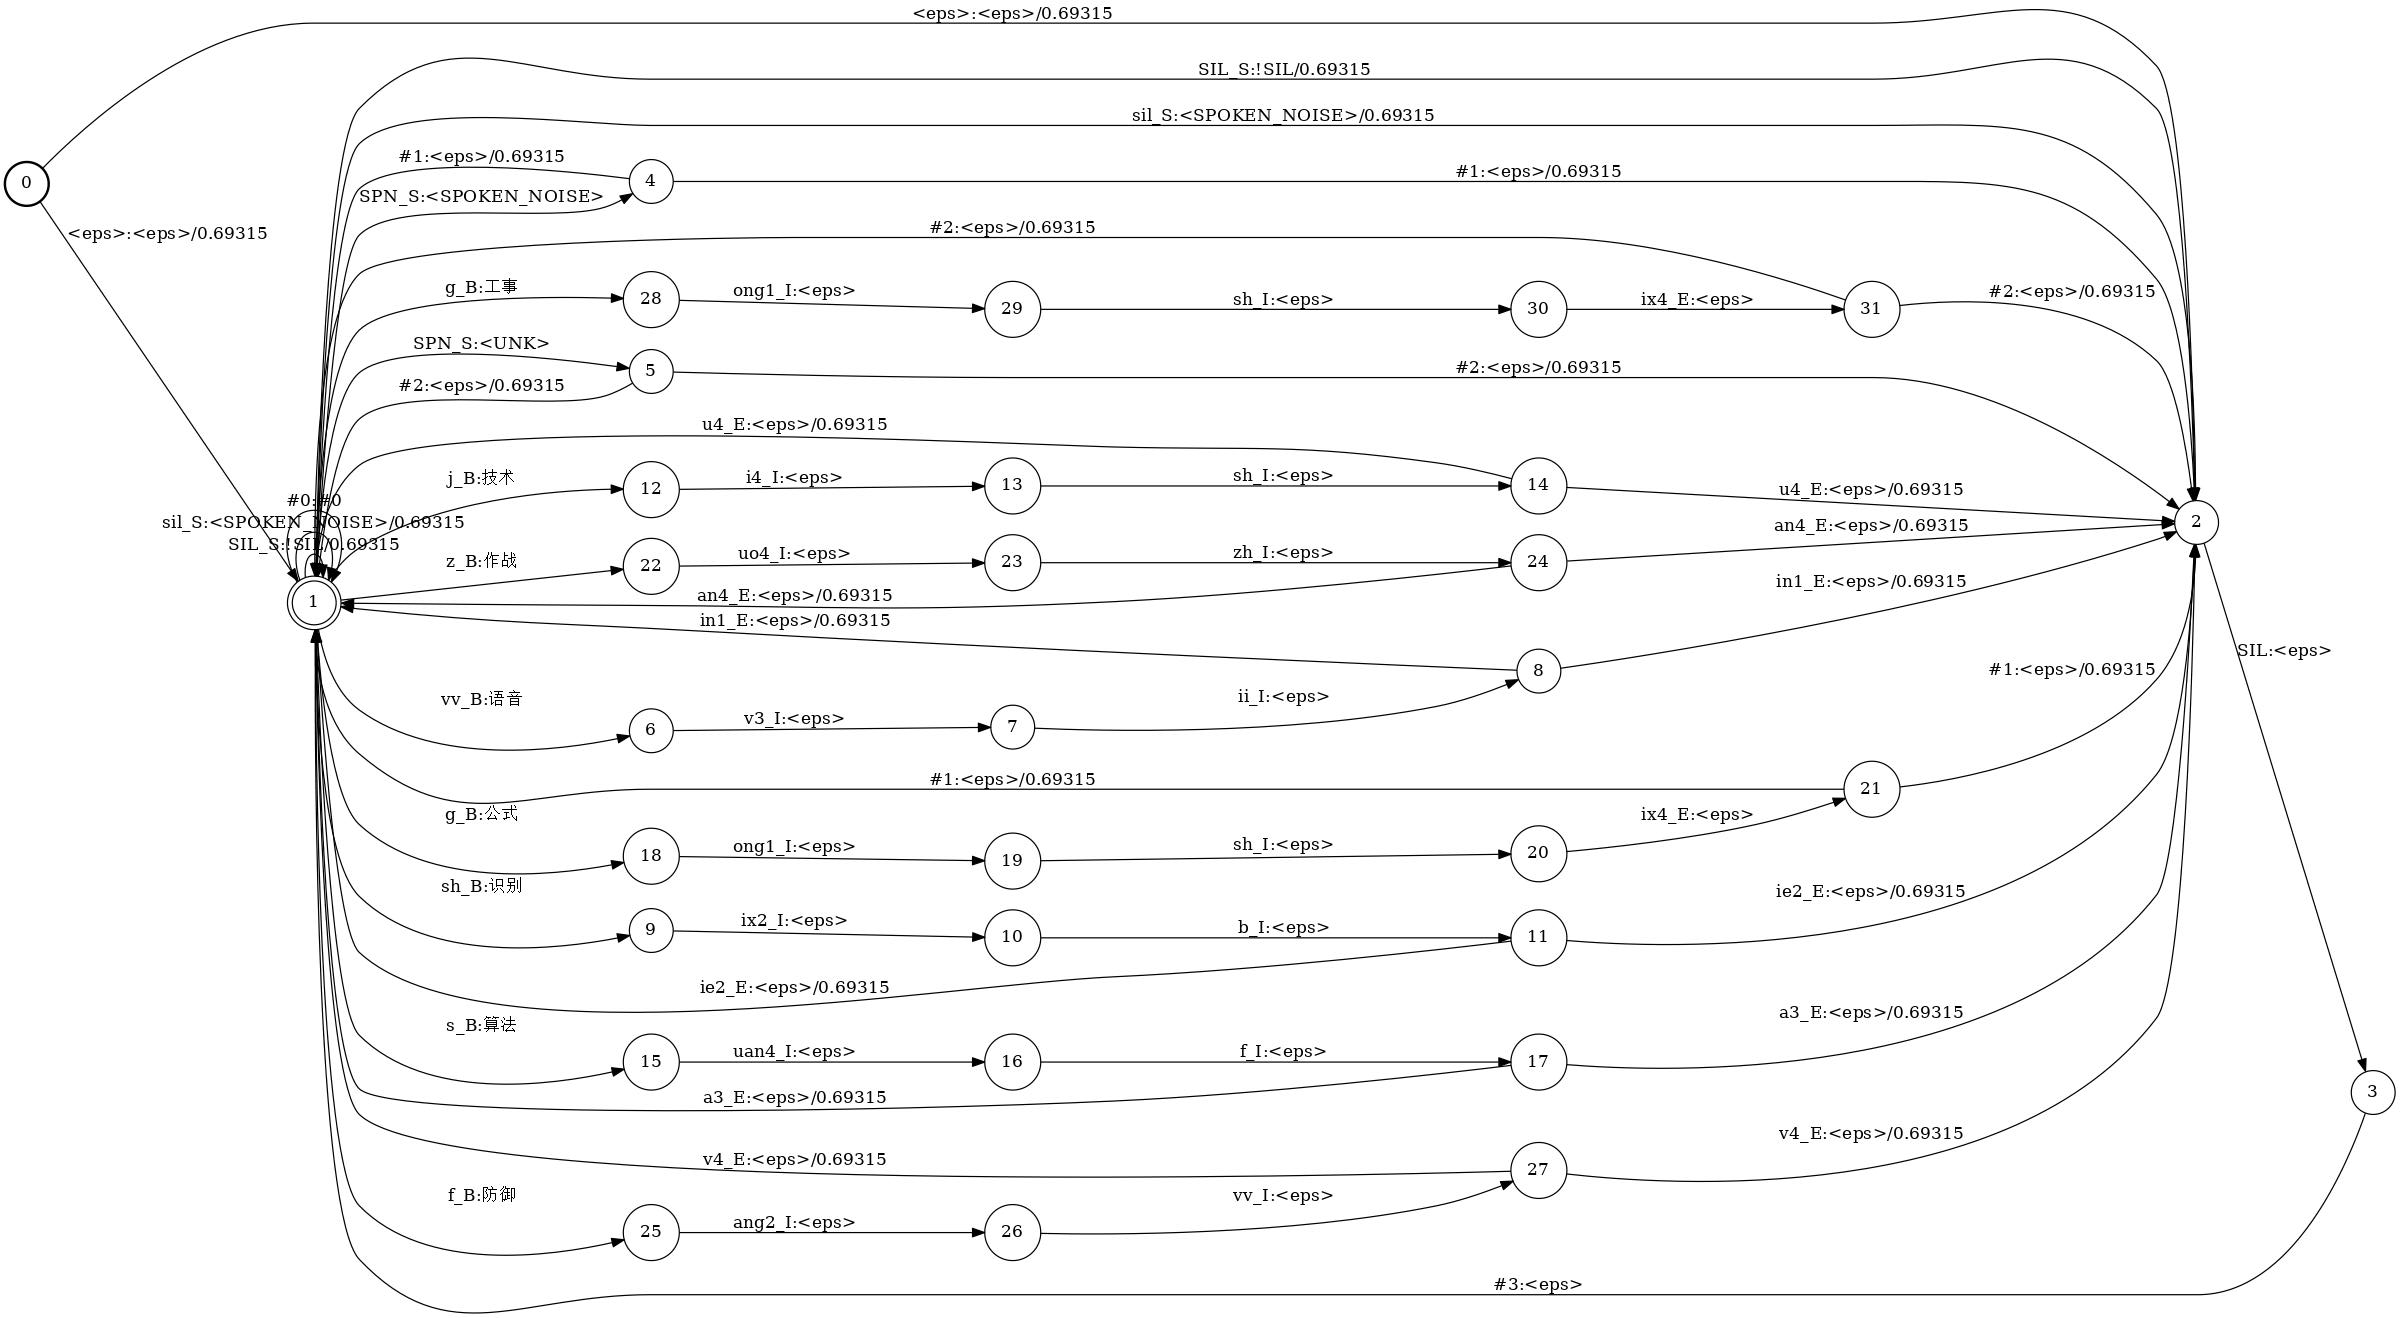 <eps>:<eps>/0.69315
SIL_S:!SIL/0.69315
sil_S:<SPOKEN_NOISE>/0.69315
#1:<eps>/0.69315
4
#1:<eps>/0.69315
0
SPN_S:<SPOKEN_NOISE>
<eps>:<eps>/0.69315
#2:<eps>/0.69315
g_B:工事
28
ong1_I:<eps>
29
sh_I:<eps>
30
ix4_E:<eps>
31
#2:<eps>/0.69315
SPN_S:<UNK>
5
#2:<eps>/0.69315
#2:<eps>/0.69315
u4_E:<eps>/0.69315
j_B:技术
12
i4_I:<eps>
13
sh_I:<eps>
14
u4_E:<eps>/0.69315
#0:#0
sil_S:<SPOKEN_NOISE>/0.69315
SIL_S:!SIL/0.69315
2
an4_E:<eps>/0.69315
z_B:作战
22
uo4_I:<eps>
23
zh_I:<eps>
24
1
an4_E:<eps>/0.69315
in1_E:<eps>/0.69315
in1_E:<eps>/0.69315
8
SIL:<eps>
vv_B:语音
6
v3_I:<eps>
7
ii_I:<eps>
#1:<eps>/0.69315
#1:<eps>/0.69315
21
g_B:公式
18
ong1_I:<eps>
19
sh_I:<eps>
20
ix4_E:<eps>
sh_B:识别
9
ix2_I:<eps>
10
b_I:<eps>
11
ie2_E:<eps>/0.69315
ie2_E:<eps>/0.69315
s_B:算法
15
uan4_I:<eps>
16
f_I:<eps>
17
a3_E:<eps>/0.69315
a3_E:<eps>/0.69315
3
v4_E:<eps>/0.69315
27
v4_E:<eps>/0.69315
f_B:防御
25
ang2_I:<eps>
26
vv_I:<eps>
#3:<eps>